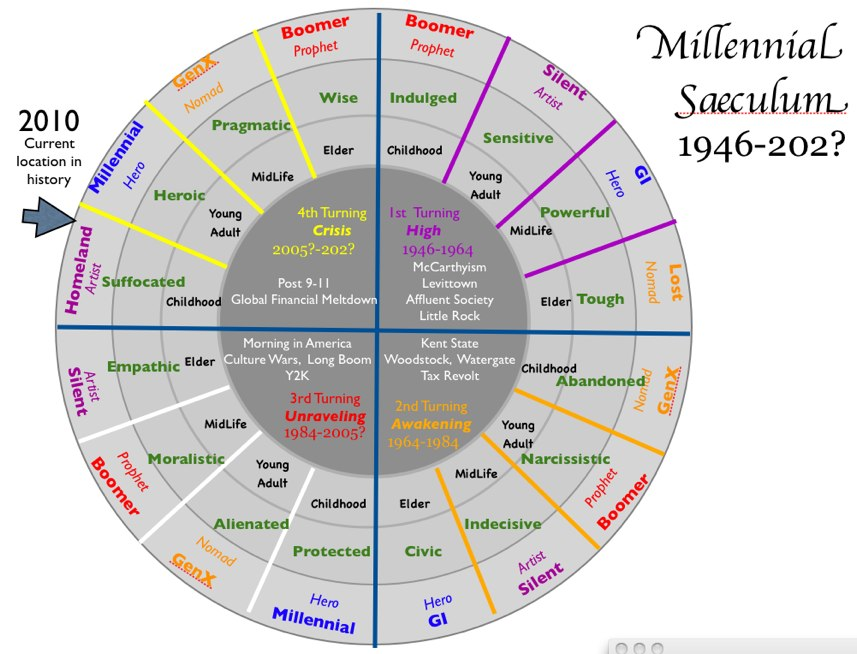 Millennial
Saeculum
1946-202?
2010
Current
location in
history
Boomer
Prophet
Indulged
Childhood
Silent
Artist
Sensitive
Young
Adult
GI
Hero
Powerful
MidLife
Lost
Nomad
Tough
Elder
1st Turning
High
1946-1964
McCarthyism
Levittown
Affluent Society
Little Rock
GenX
Nomad
Abandoned
Childhood
Boomer
Prophet
Narcissistic
Young
Adult
Silent
Artist
Indecisive
MidLife
GI
Hero
Civic
Elder
Kent State
Woodstock, Watergate
Tax Revolt
2nd Turning
Awakening
1964-1984
Millennial
Hero
Protected
Childhood
GenX
Nomad
Alienated
Young
Adult
Boomer
Prophet
Moralistic
MidLife
Silent
Artist
Empathic
Elder
Morning in America
Culture Wars, Long Boom
Y2K
3rd Turning
Unraveling
1984-2005?
Homeland
Artist
Suffocated
Childhood
Millennial
Hero
Heroic
Young
Adult
GenX
Nomad
Pragmatic
MidLife
Boomer
Prophet
Wise
Elder
4th Turning
Crisis
2005?-202?
Post 9-11
Global Financial Meltdown